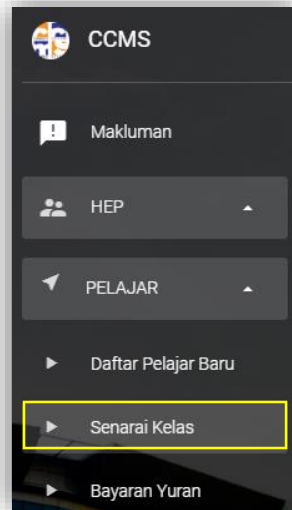 CCMS
Makluman
HEP
PELAJAR
Daftar Pelajar Baru
Senarai Kelas
Bayaran Yuran